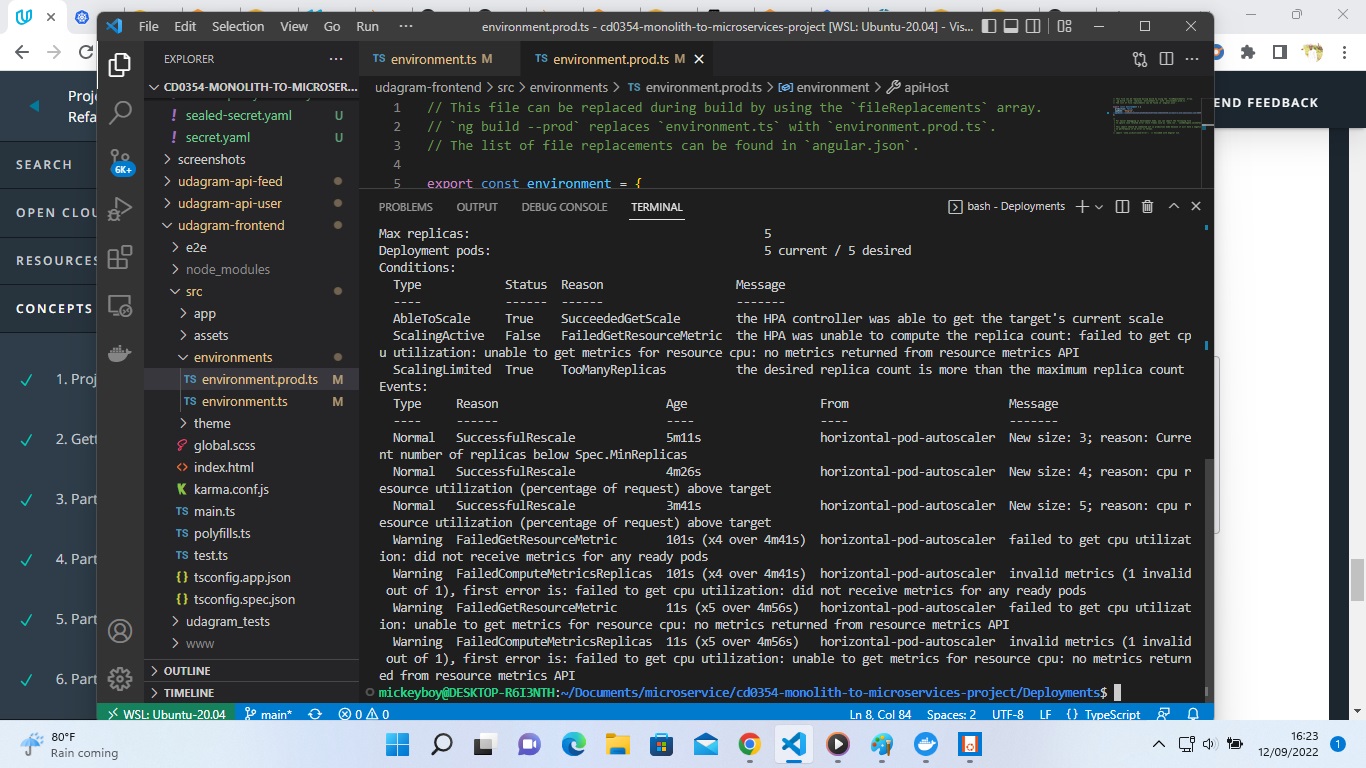 File Edit Selection View Go Run ···
environment.prod.ts - cd0354-monolith-to-microservices-project [WSL: Ubuntu-20.04] - Vis...
Proje
Refa
SEARCH
OPEN CLOU
RESOURCES
CONCEPTS
1. Proj
2. Gett
3. Part
4. Part
5. Part
6. Part
END FEEDBACK
EXPLORER
CD0354-MONOLITH-TO-MICROSER...
sealed-secret.yaml U
secret.yaml U
screenshots
udagram-api-feed
udagram-api-user
udagram-frontend
e2e
node_modules
src
app
assets
environments
TS environment.prod.ts M
TS environment.ts M
theme
global.scss
index.html
karma.conf.js
TS main.ts
TS polyfills.ts
TS test.ts
{} tsconfig.app.json
{} tsconfig.spec.json
udagram_tests
www
OUTLINE
TIMELINE
6K+
TS environment.ts M
TS environment.prod.ts M
udagram-frontend > src > environments > TS environment.prod.ts > environment > apiHost
1 // This file can be replaced during build by using the `fileReplacements` array.
2 // `ng build --prod` replaces `environment.ts` with `environment.prod.ts`.
3 // The list of file replacements can be found in `angular.json`.
4
5 export const environment = {
PROBLEMS OUTPUT DEBUG CONSOLE TERMINAL
bash - Deployments
Max replicas: 5
Deployment pods: 5 current / 5 desired
Conditions:
Type Status Reason Message
---- ------ ------ -------
AbleToScale True SucceededGetScale the HPA controller was able to get the target's current scale
ScalingActive False FailedGetResourceMetric the HPA was unable to compute the replica count: failed to get cp
u utilization: unable to get metrics for resource cpu: no metrics returned from resource metrics API
ScalingLimited True TooManyReplicas the desired replica count is more than the maximum replica count
Events:
Type Reason Age From Message
---- ------ ---- ---- -------
Normal SuccessfulRescale 5m11s horizontal-pod-autoscaler New size: 3; reason: Curre
nt number of replicas below Spec.MinReplicas
Normal SuccessfulRescale 4m26s horizontal-pod-autoscaler New size: 4; reason: cpu r
esource utilization (percentage of request) above target
Normal SuccessfulRescale 3m41s horizontal-pod-autoscaler New size: 5; reason: cpu r
esource utilization (percentage of request) above target
Warning FailedGetResourceMetric 101s (x4 over 4m41s) horizontal-pod-autoscaler failed to get cpu utilizat
ion: did not receive metrics for any ready pods
Warning FailedComputeMetricsReplicas 101s (x4 over 4m41s) horizontal-pod-autoscaler invalid metrics (1 invalid
out of 1), first error is: failed to get cpu utilization: did not receive metrics for any ready pods
Warning FailedGetResourceMetric 11s (x5 over 4m56s) horizontal-pod-autoscaler failed to get cpu utilizat
ion: unable to get metrics for resource cpu: no metrics returned from resource metrics API
Warning FailedComputeMetricsReplicas 11s (x5 over 4m56s) horizontal-pod-autoscaler invalid metrics (1 invalid
out of 1), first error is: failed to get cpu utilization: unable to get metrics for resource cpu: no metrics return
ed from resource metrics API
mickeyboy@DESKTOP-R6I3NTH:~/Documents/microservice/cd0354-monolith-to-microservices-project/Deployments$
WSL: Ubuntu-20.04 main* 0 0 Ln 8, Col 84 Spaces: 2 UTF-8 LF {} TypeScript
80°F
Rain coming
16:23
12/09/2022
1